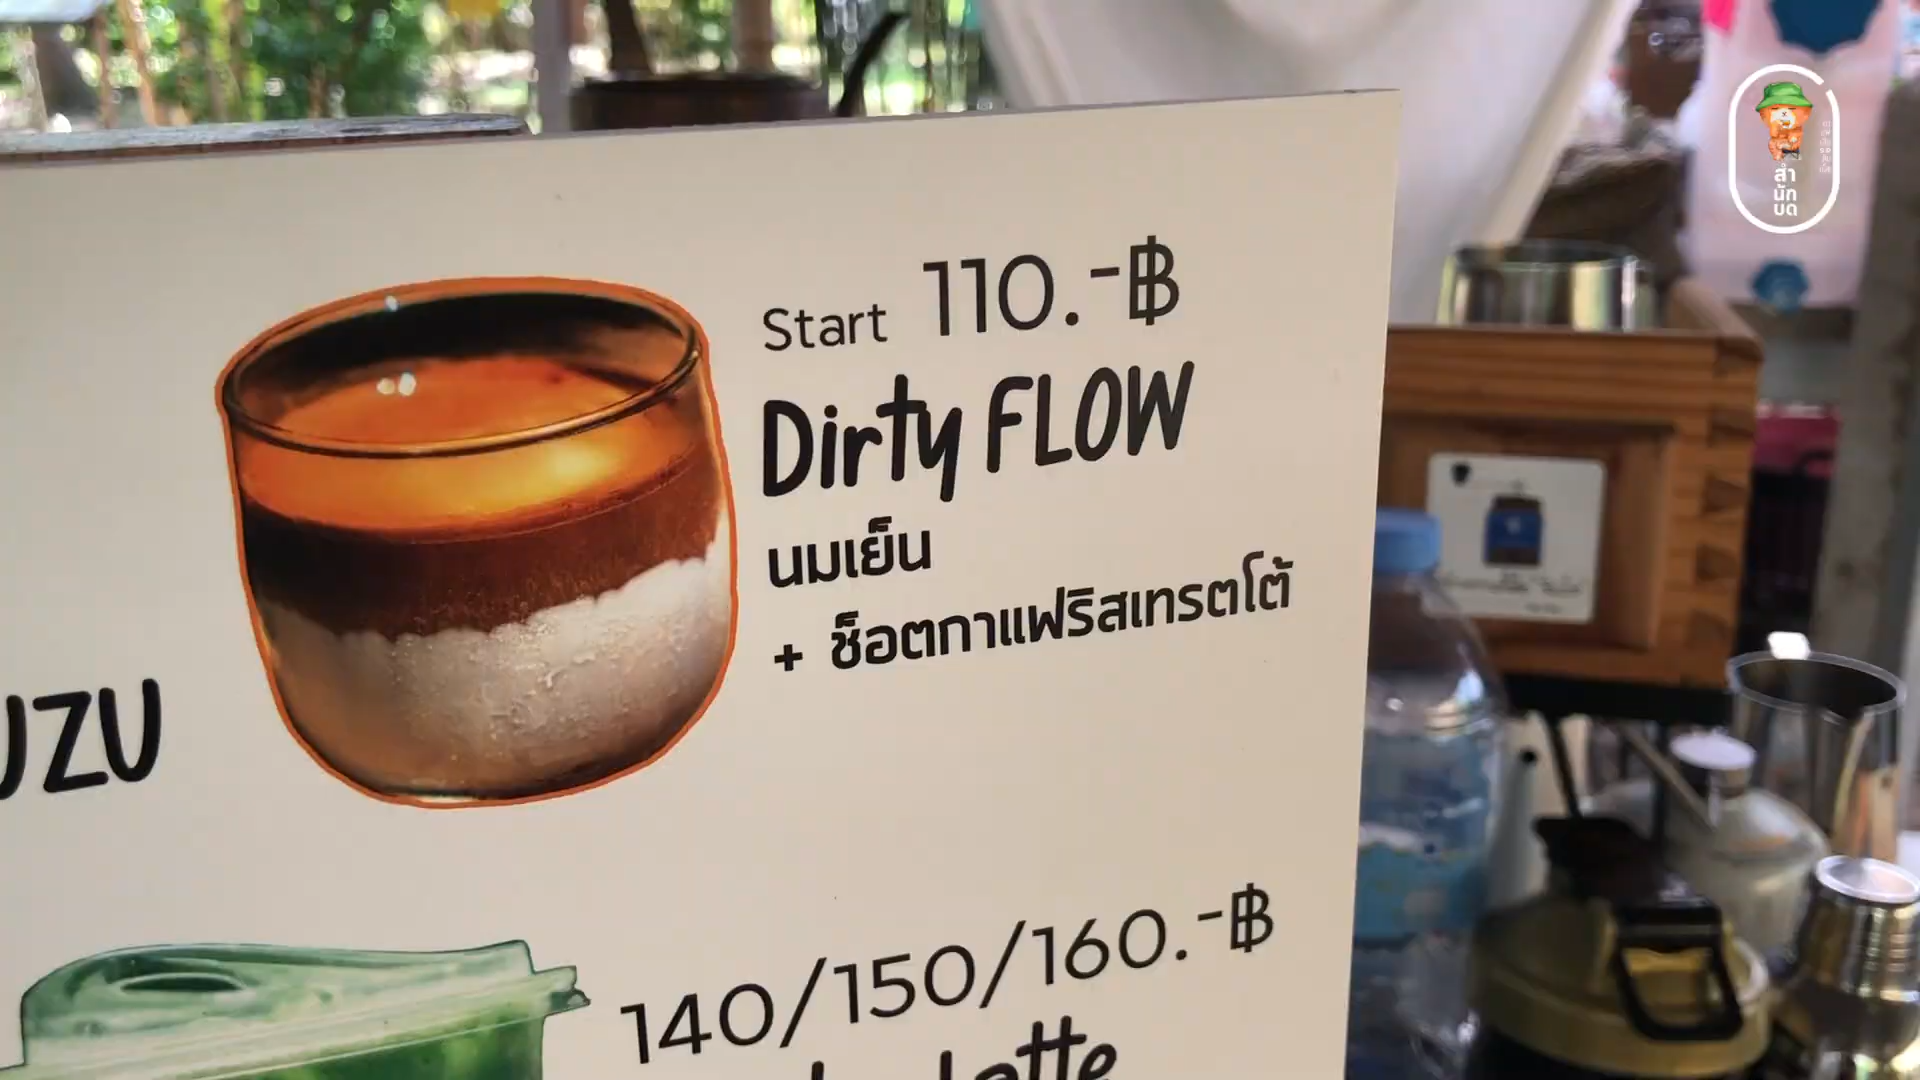 Start 110.-฿
Dirty FLOW
นมเย็น
+ ช็อตกาแฟริสเทรตโต้
UZU
140/150/160.-฿
latte
สำ
นัก
บด